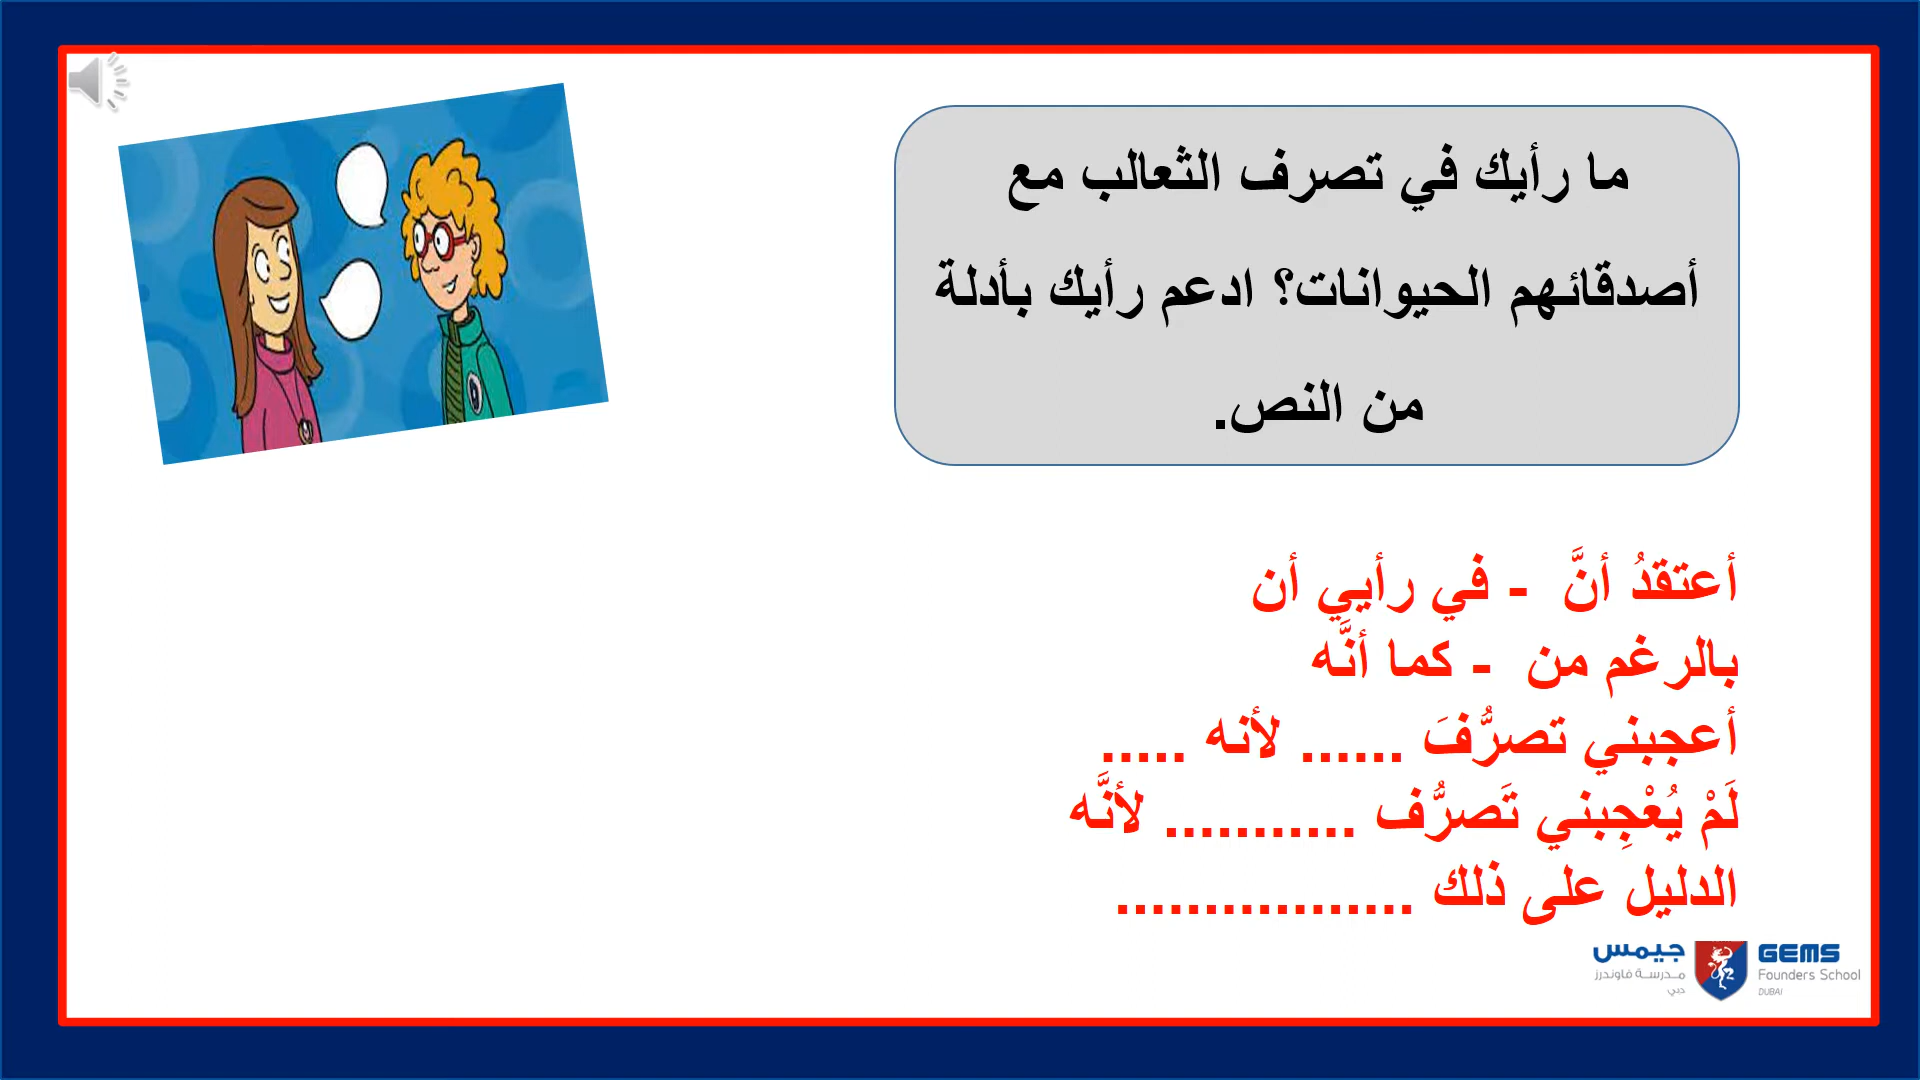 ما رأيك في تصرف الثعالب مع
أصدقائهم الحيوانات؟ ادعم رأيك بأدلة
من النص.
أعتقدُ أنَّ - في رأيي أن
بالرغم من - كما أنَّه
أعجبني تصرُّفَ ...... لأنه .....
لَمْ يُعْجِبني تَصرُّف ........... لأنَّه
الدليل على ذلك .................
جيمس
مدرسة فاوندرز
دبي
GEMS
Founders School
DUBAI